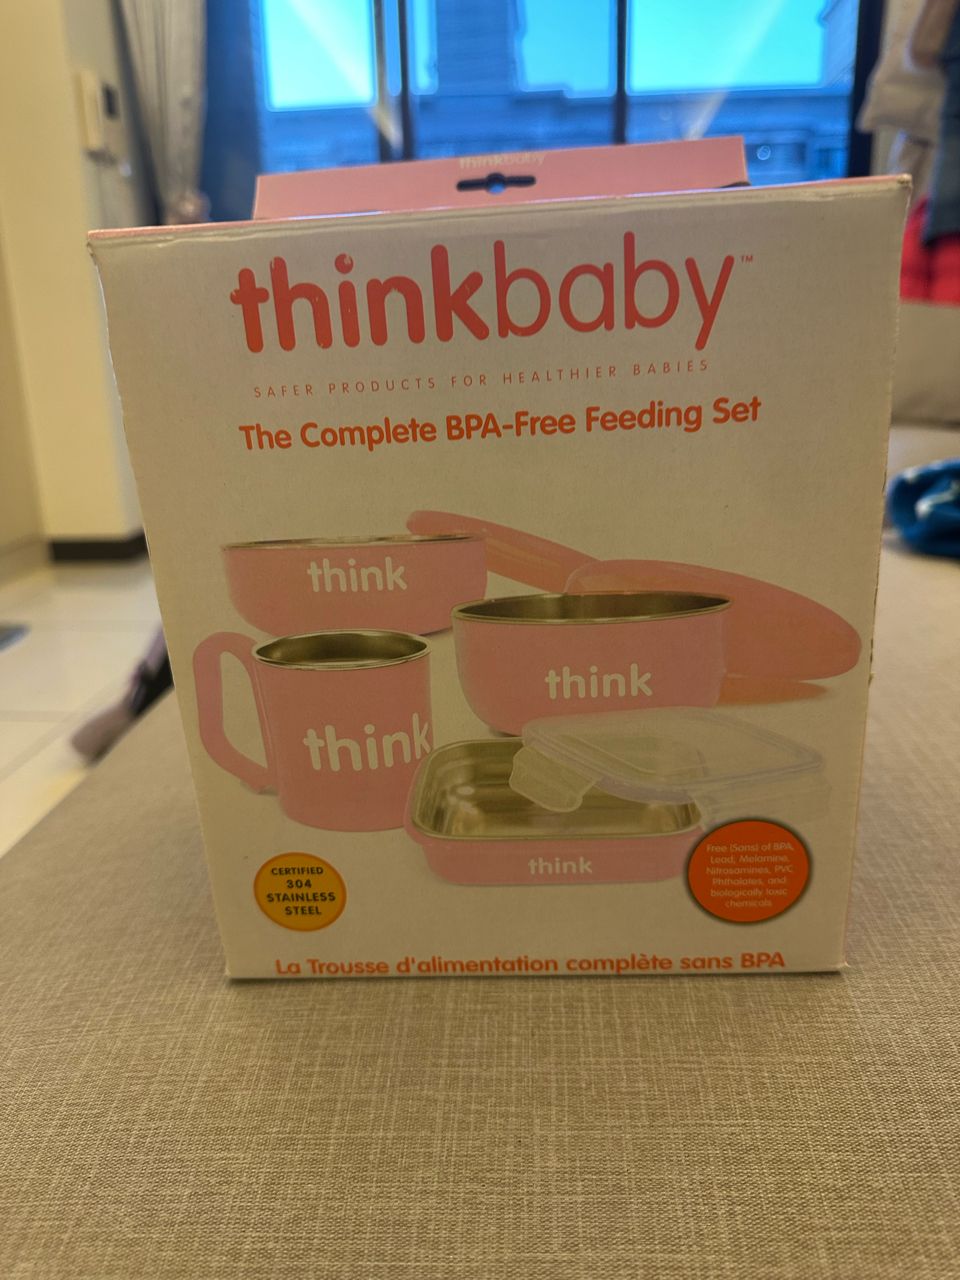 thinkbaby
thinkbaby™
SAFER PRODUCTS FOR HEALTHIER BABIES
The Complete BPA-Free Feeding Set
think
think
think
think
CERTIFIED
304
STAINLESS
STEEL
Free (Sans) of BPA,
Lead, Melamine,
Nitrosamines, PVC
Phthalates, and
biologically toxic
chemicals
La Trousse d'alimentation complète sans BPA